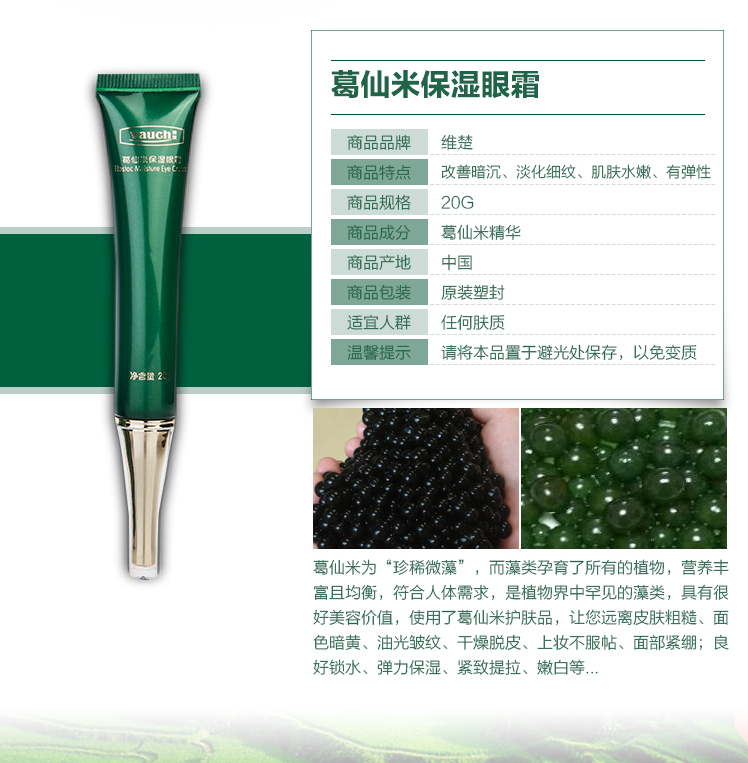 yauchu
葛仙米保湿眼霜
Nostoc Moisture Eye Cream
净含量 20g
葛仙米保湿眼霜
商品品牌 维楚
商品特点 改善暗沉、淡化细纹、肌肤水嫩、有弹性
商品规格 20G
商品成分 葛仙米精华
商品产地 中国
商品包装 原装塑封
适宜人群 任何肤质
温馨提示 请将本品置于避光处保存，以免变质
葛仙米为“珍稀微藻”，而藻类孕育了所有的植物，营养丰
富且均衡，符合人体需求，是植物界中罕见的藻类，具有很
好美容价值，使用了葛仙米护肤品，让您远离皮肤粗糙、面
色暗黄、油光皱纹、干燥脱皮、上妆不服帖、面部紧绷；良
好锁水、弹力保湿、紧致提拉、嫩白等...